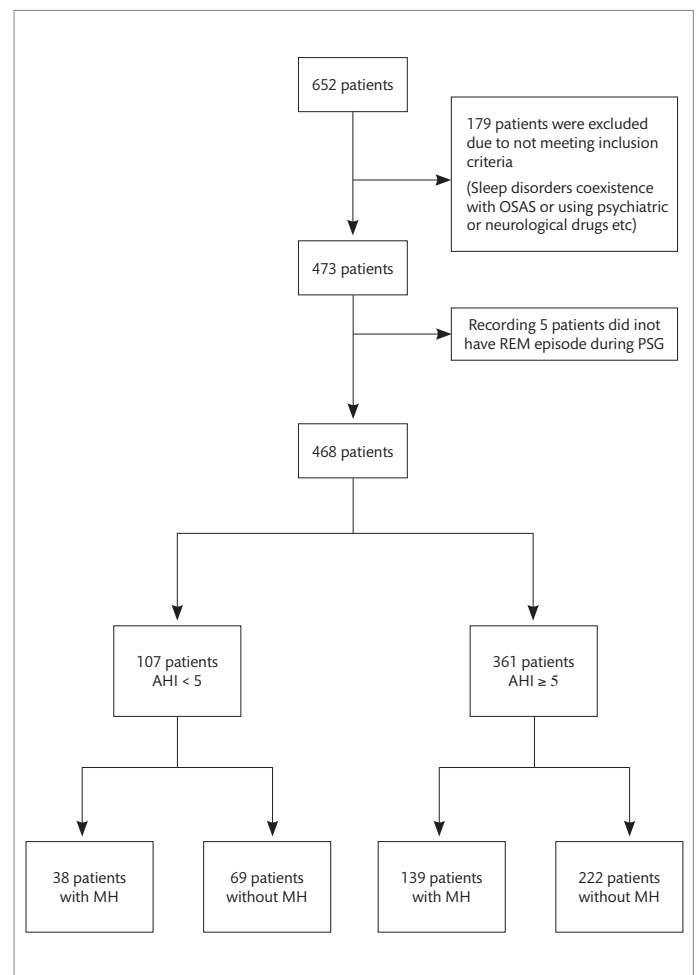 652 patients
179 patients were excluded
due to not meeting inclusion
criteria
(Sleep disorders coexistence
with OSAS or using psychiatric
or neurological drugs etc)
473 patients
Recording 5 patients did inot
have REM episode during PSG
468 patients
107 patients
AHI < 5
361 patients
AHI ≥ 5
38 patients
with MH
69 patients
without MH
139 patients
with MH
222 patients
without MH